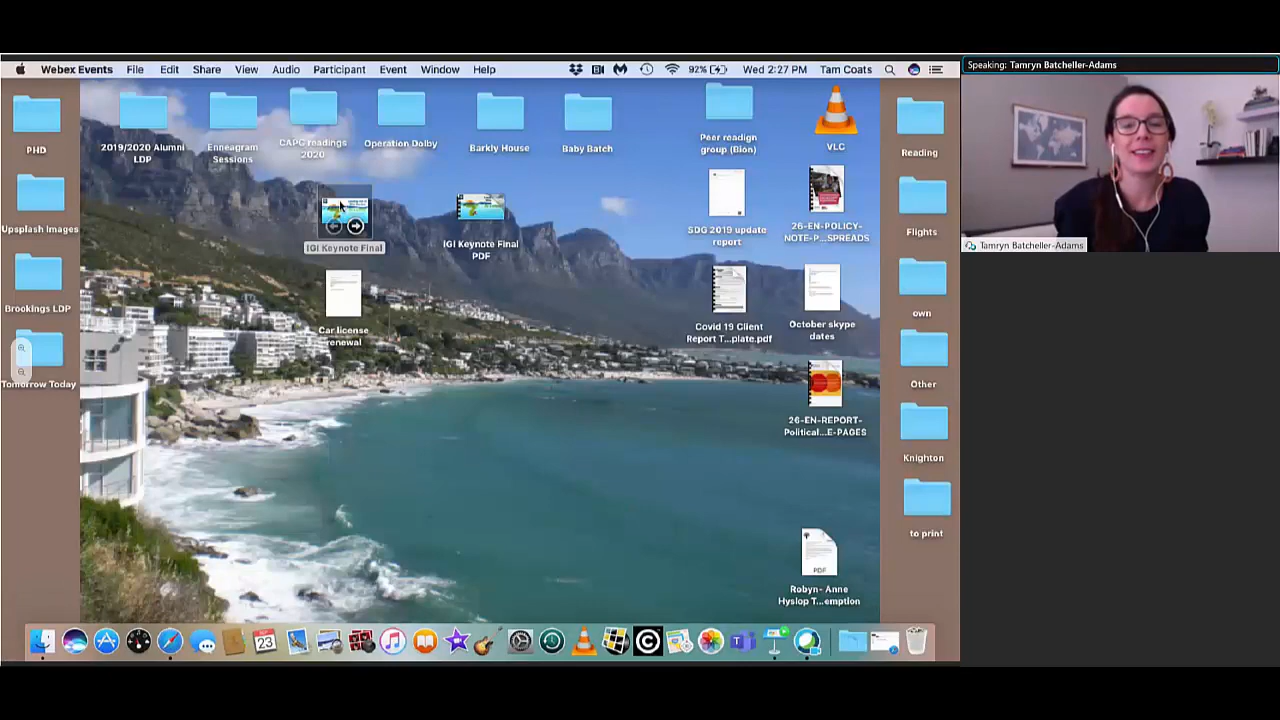 Webex Events File Edit Share View Audio Participant Event Window Help 92% Wed 2:27 PM Tam Coats
Speaking: Tamryn Batcheller-Adams
Tamryn Batcheller-Adams
PHD
2019/2020 Alumni
LDP
Enneagram
Sessions
CAPC readings
2020
Operation Dolby
Barkly House
Baby Batch
Peer readign
group (Bion)
VLC
Reading
Upsplash Images
IGI Keynote Final
IGI Keynote Final
PDF
SDG 2019 update
report
26-EN-POLICY-
NOTE-P...SPREADS
Flights
Brookings LDP
Car license
renewal
Covid 19 Client
Report T...plate.pdf
October skype
dates
own
Tomorrow Today
Other
26-EN-REPORT-
Political...E-PAGES
Knighton
to print
PDF
Robyn- Anne
Hyslop T...emption
23